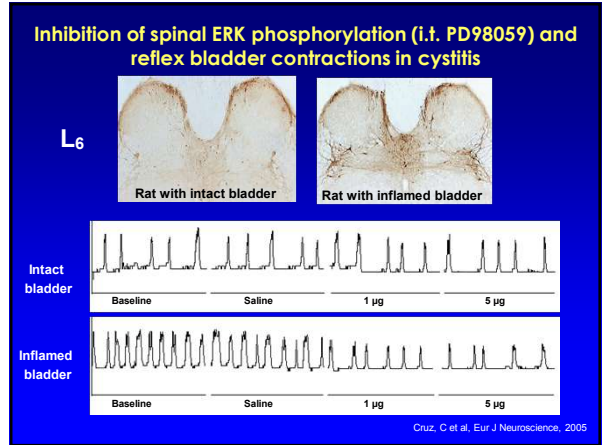 Inhibition of spinal ERK phosphorylation (i.t. PD98059) and
reflex bladder contractions in cystitis
L6
Rat with intact bladder
Rat with inflamed bladder
Intact
bladder
Baseline Saline 1 µg 5 µg
Inflamed
bladder
Baseline Saline 1 µg 5 µg
Cruz, C et al, Eur J Neuroscience, 2005